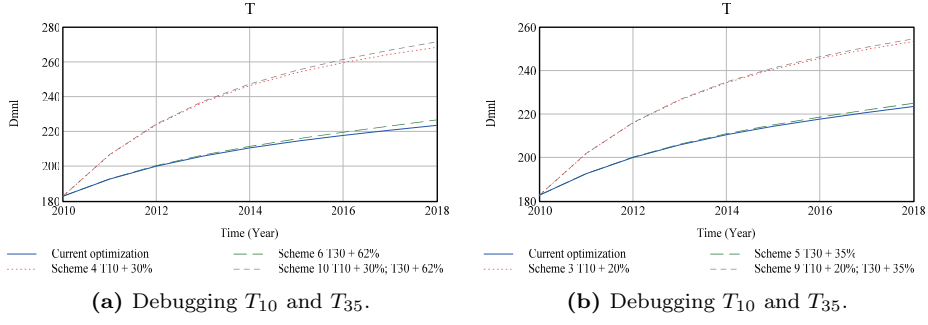 T
280
260
240
220
200
180
Dmnl
2010
2012
2014
2016
2018
Time (Year)
Current optimization
Scheme 6 T30 + 62%
Scheme 4 T10 + 30%
Scheme 10 T10 + 30%; T30 + 62%
(a) Debugging T10 and T35.
T
260
240
220
200
180
Dmnl
2010
2012
2014
2016
2018
Time (Year)
Current optimization
Scheme 5 T30 + 35%
Scheme 3 T10 + 20%
Scheme 9 T10 + 20%; T30 + 35%
(b) Debugging T10 and T35.